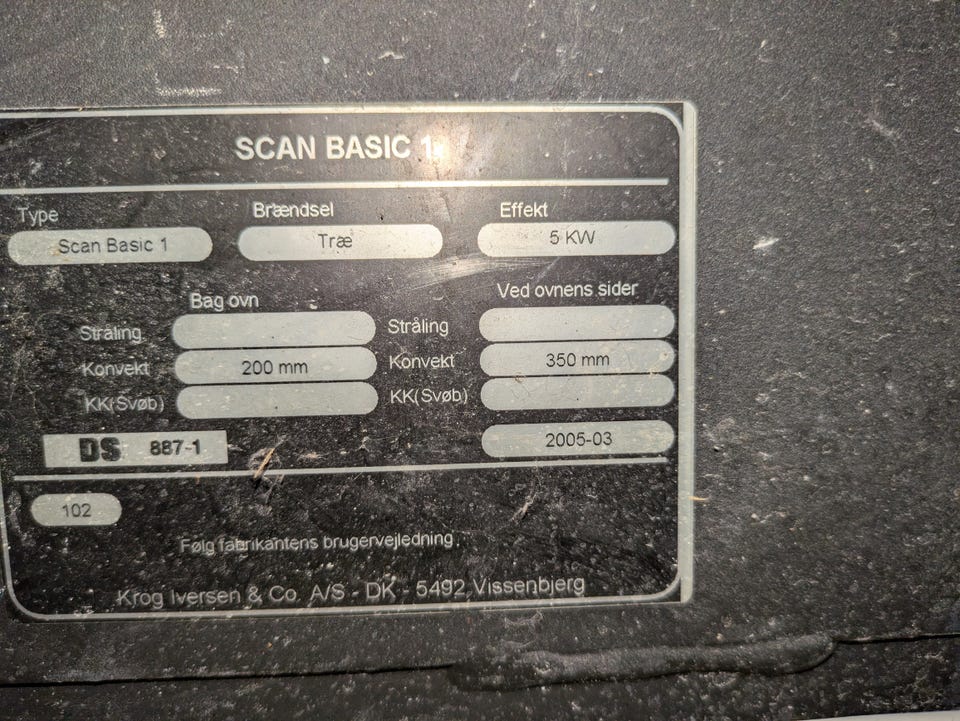 SCAN BASIC 1
Type Brændsel Effekt
Scan Basic 1 Træ 5 KW
Bag ovn Ved ovnens sider
Stråling Stråling
Konvekt 200 mm Konvekt 350 mm
KK(Svøb) KK(Svøb)
DS 887-1 2005-03
102
Følg fabrikantens brugervejledning
Krog Iversen & Co. A/S - DK - 5492 Vissenbjerg